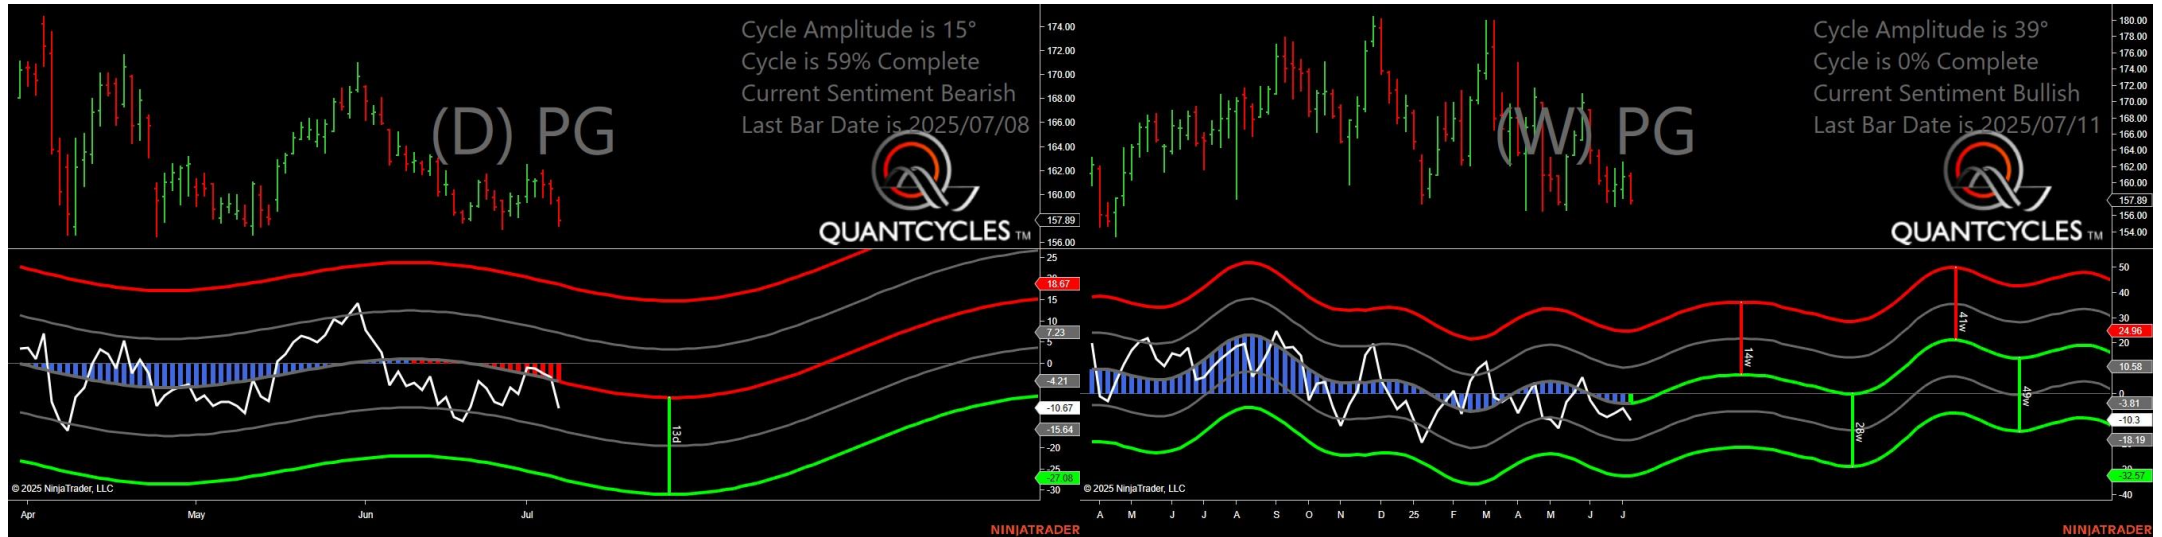 Cycle Amplitude is 15°
Cycle is 59% Complete
Current Sentiment Bearish
Last Bar Date is 2025/07/08
(D) PG
QUANTCYCLES TM
174.00
172.00
170.00
168.00
166.00
164.00
162.00
160.00
157.89
156.00
25
18.67
15
10
7.23
5
0
-4.21
-10.67
-15.64
-20
-25
-27.08
-30
13d
© 2025 NinjaTrader, LLC
Apr May Jun Jul
NINJATRADER
Cycle Amplitude is 39°
Cycle is 0% Complete
Current Sentiment Bullish
Last Bar Date is 2025/07/11
(W) PG
QUANTCYCLES TM
180.00
178.00
176.00
174.00
172.00
170.00
168.00
166.00
164.00
162.00
160.00
157.89
156.00
154.00
50
40
30
24.96
20
10.58
0
-3.81
-10.3
-18.19
-32.57
-40
14w
28w
41w
49w
© 2025 NinjaTrader, LLC
A M J J A S O N D 25 F M A M J J
NINJATRADER